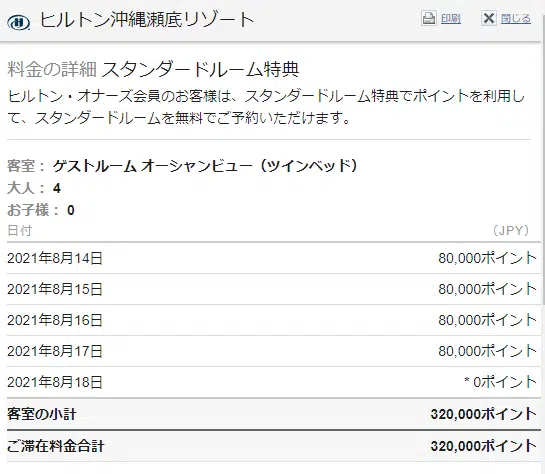 ヒルトン沖縄瀬底リゾート 印刷 閉じる
料金の詳細 スタンダードルーム特典
ヒルトン・オナーズ会員のお客様は、スタンダードルーム特典でポイントを利用し
て、スタンダードルームを無料でご予約いただけます。
客室： ゲストルーム オーシャンビュー（ツインベッド）
大人： 4
お子様： 0
日付 （JPY）
2021年8月14日 80,000ポイント
2021年8月15日 80,000ポイント
2021年8月16日 80,000ポイント
2021年8月17日 80,000ポイント
2021年8月18日 * 0ポイント
客室の小計 320,000ポイント
ご滞在料金合計 320,000ポイント